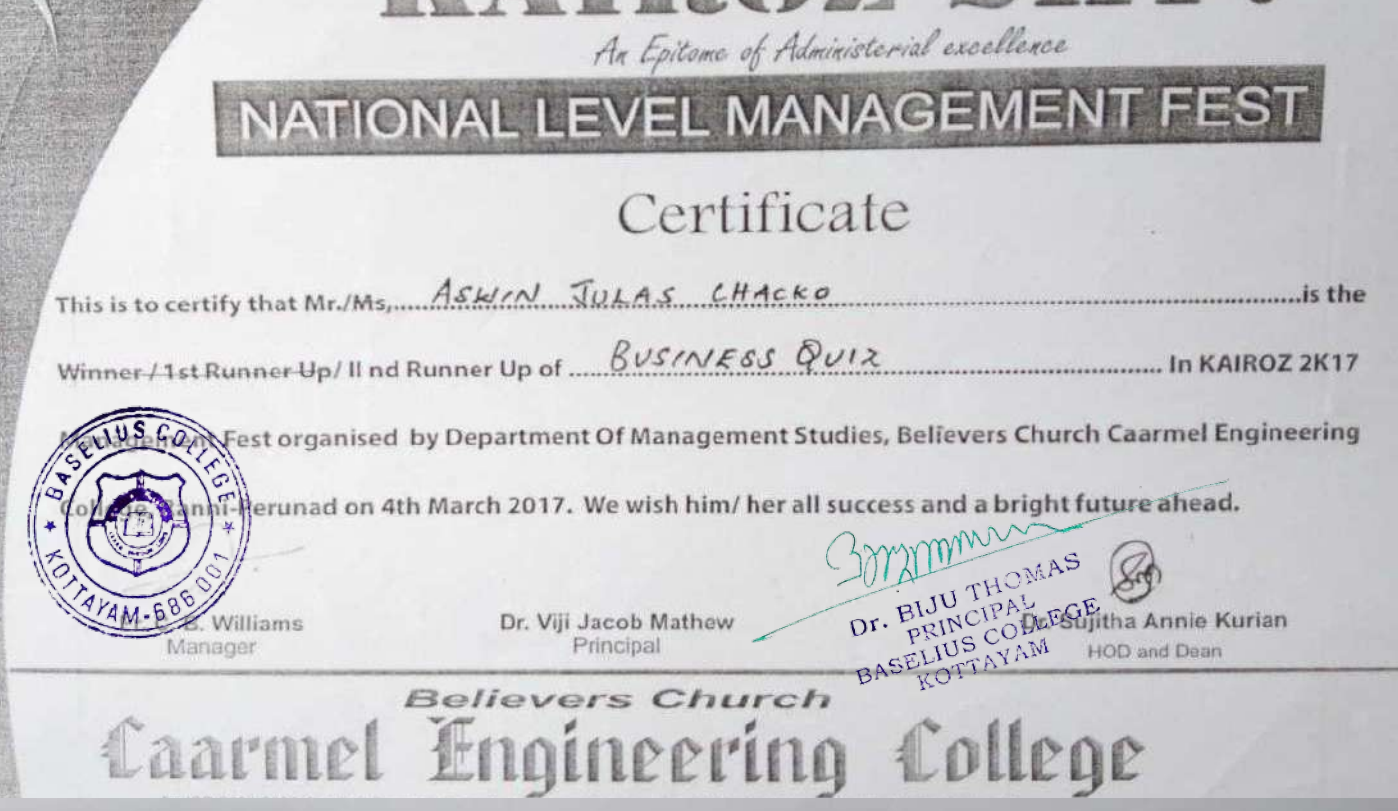 An Epitome of Administerial excellence
NATIONAL LEVEL MANAGEMENT FEST
Certificate
This is to certify that Mr./Ms,.....ASWIN JULAS CHACKO.....is the
Winner / 1st Runner Up/ II nd Runner Up of .....BUSINESS QUIZ..... In KAIROZ 2K17
Management Fest organised by Department Of Management Studies, Believers Church Caarmel Engineering
College, Ranni-Perunad on 4th March 2017. We wish him/ her all success and a bright future ahead.
BASELIUS COLLEGE
KOTTAYAM-686 001
B. Williams
Manager
Dr. Viji Jacob Mathew
Principal
Dr. BIJU THOMAS
PRINCIPAL
BASELIUS COLLEGE
KOTTAYAM
Dr. Sujitha Annie Kurian
HOD and Dean
Believers Church
Caarmel Engineering College